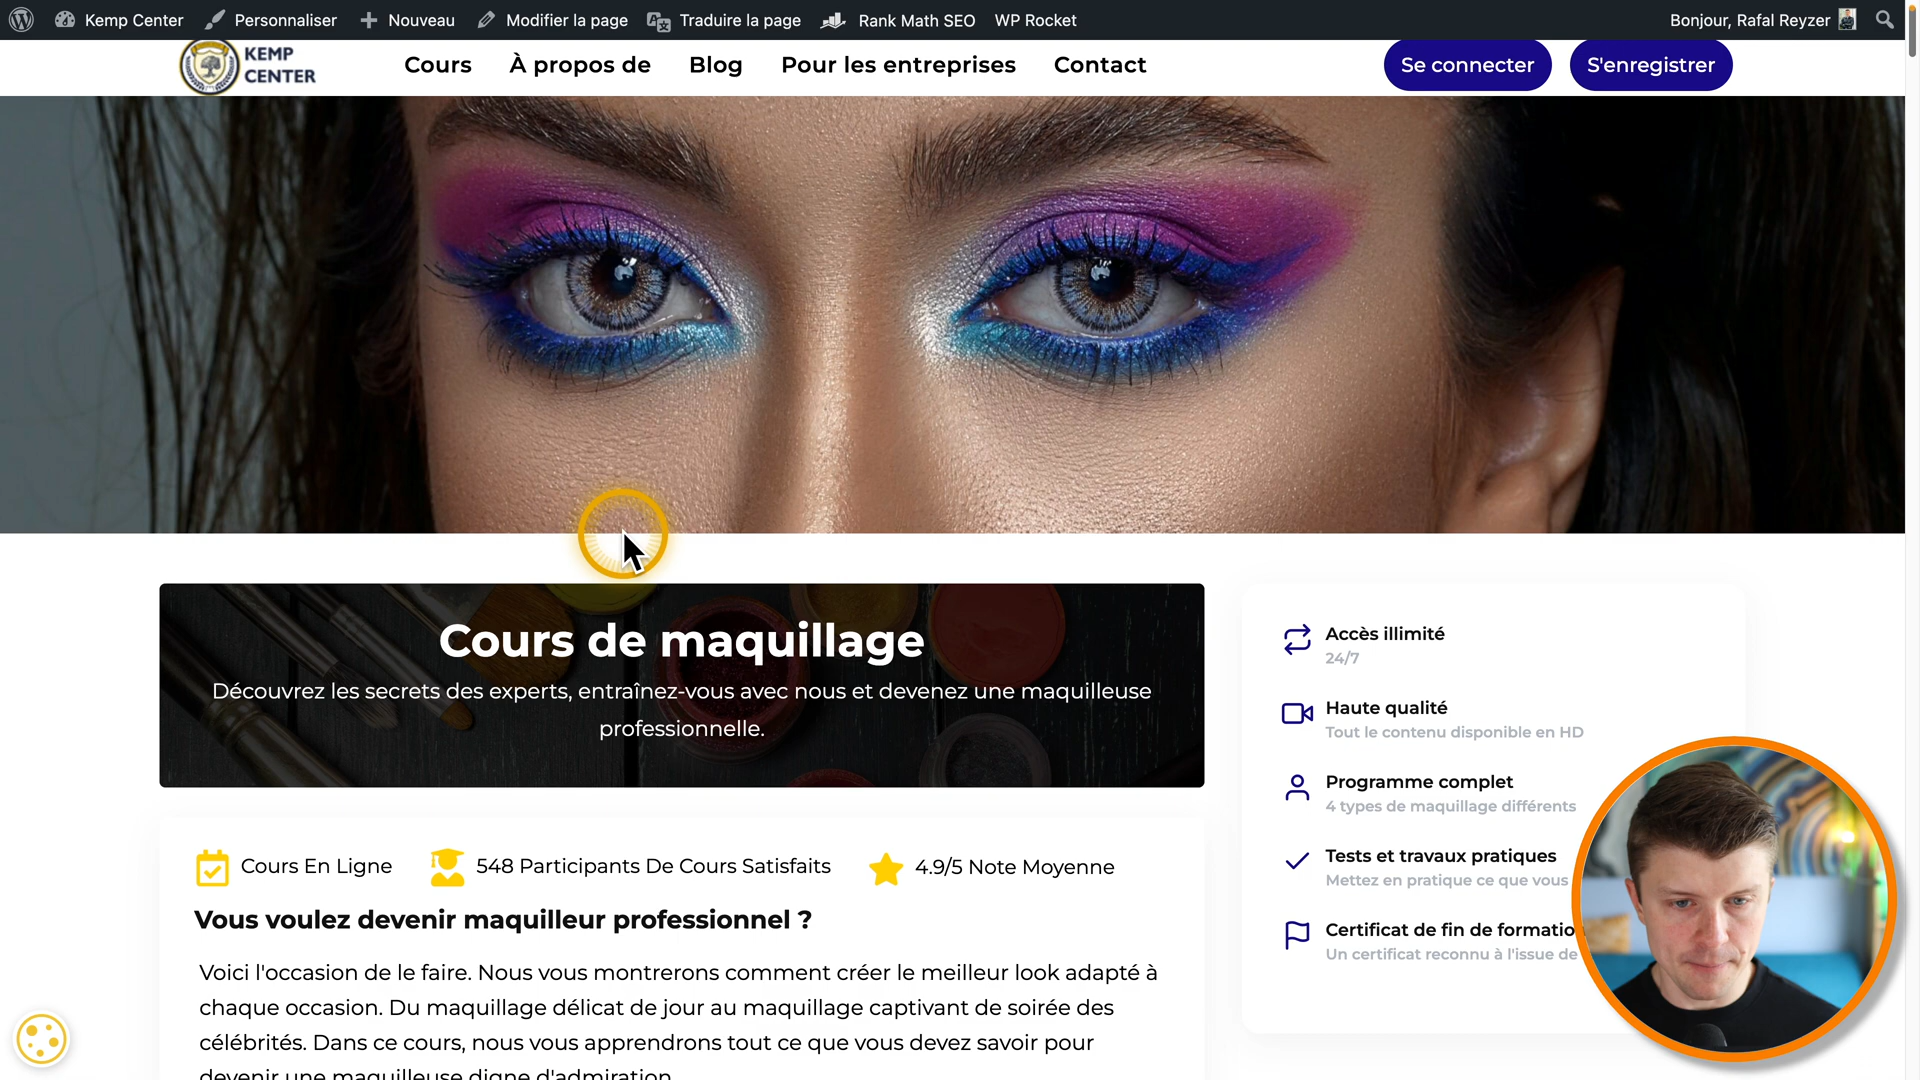 Kemp Center Personnaliser Nouveau Modifier la page Traduire la page Rank Math SEO WP Rocket Bonjour, Rafal Reyzer
KEMP CENTER
Cours À propos de Blog Pour les entreprises Contact Se connecter S'enregistrer
Cours de maquillage
Découvrez les secrets des experts, entraînez-vous avec nous et devenez une maquilleuse
professionnelle.
Cours En Ligne 548 Participants De Cours Satisfaits 4.9/5 Note Moyenne
Vous voulez devenir maquilleur professionnel ?
Voici l'occasion de le faire. Nous vous montrerons comment créer le meilleur look adapté à
chaque occasion. Du maquillage délicat de jour au maquillage captivant de soirée des
célébrités. Dans ce cours, nous vous apprendrons tout ce que vous devez savoir pour
devenir une maquilleuse digne d'admiration.
Accès illimité
24/7
Haute qualité
Tout le contenu disponible en HD
Programme complet
4 types de maquillage différents
Tests et travaux pratiques
Mettez en pratique ce que vous
Certificat de fin de formation
Un certificat reconnu à l'issue de